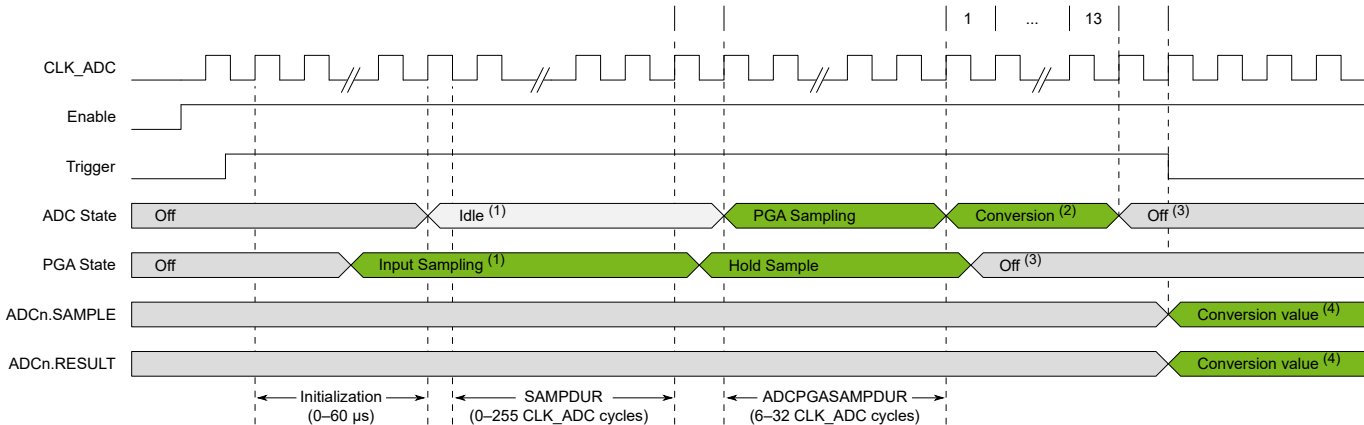 1 ... 13
CLK_ADC
Enable
Trigger
ADC State Off Idle (1) PGA Sampling Conversion (2) Off (3)
PGA State Off Input Sampling (1) Hold Sample Off (3)
ADCn.SAMPLE Conversion value (4)
ADCn.RESULT Conversion value (4)
Initialization SAMPDUR ADCPGASAMPDUR
(0–60 µs) (0–255 CLK_ADC cycles) (6–32 CLK_ADC cycles)